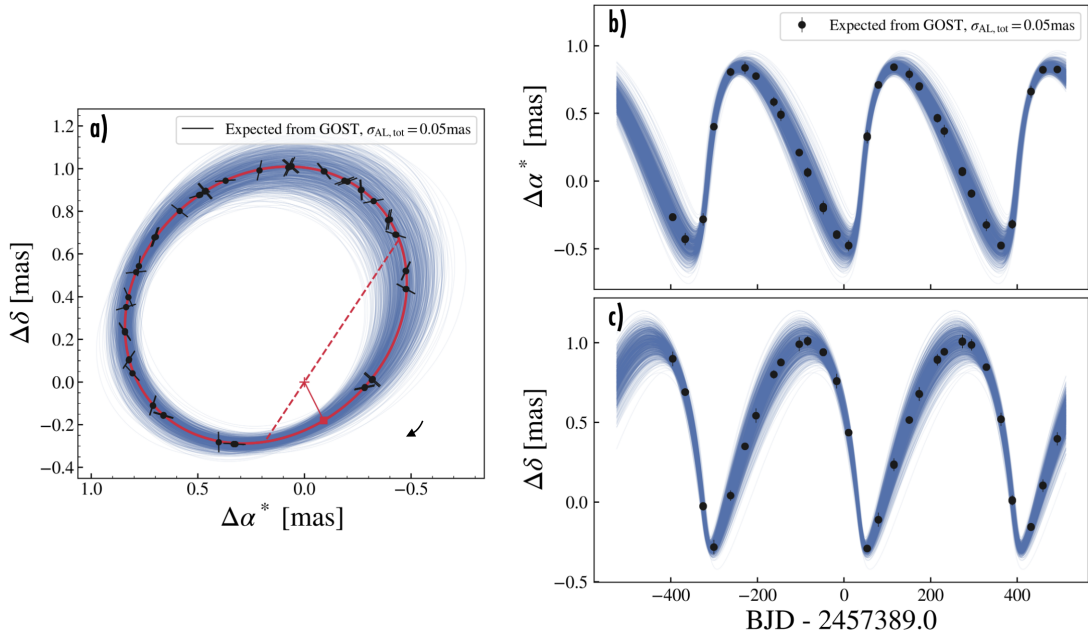 a)
Expected from GOST, σAL,tot = 0.05mas
1.2
1.0
0.8
0.6
0.4
0.2
0.0
−0.2
−0.4
Δδ [mas]
1.0
0.5
0.0
−0.5
Δα* [mas]
b)
Expected from GOST, σAL,tot = 0.05mas
1.0
0.5
0.0
−0.5
Δα* [mas]
c)
1.0
0.5
0.0
−0.5
Δδ [mas]
−400
−200
0
200
400
BJD - 2457389.0